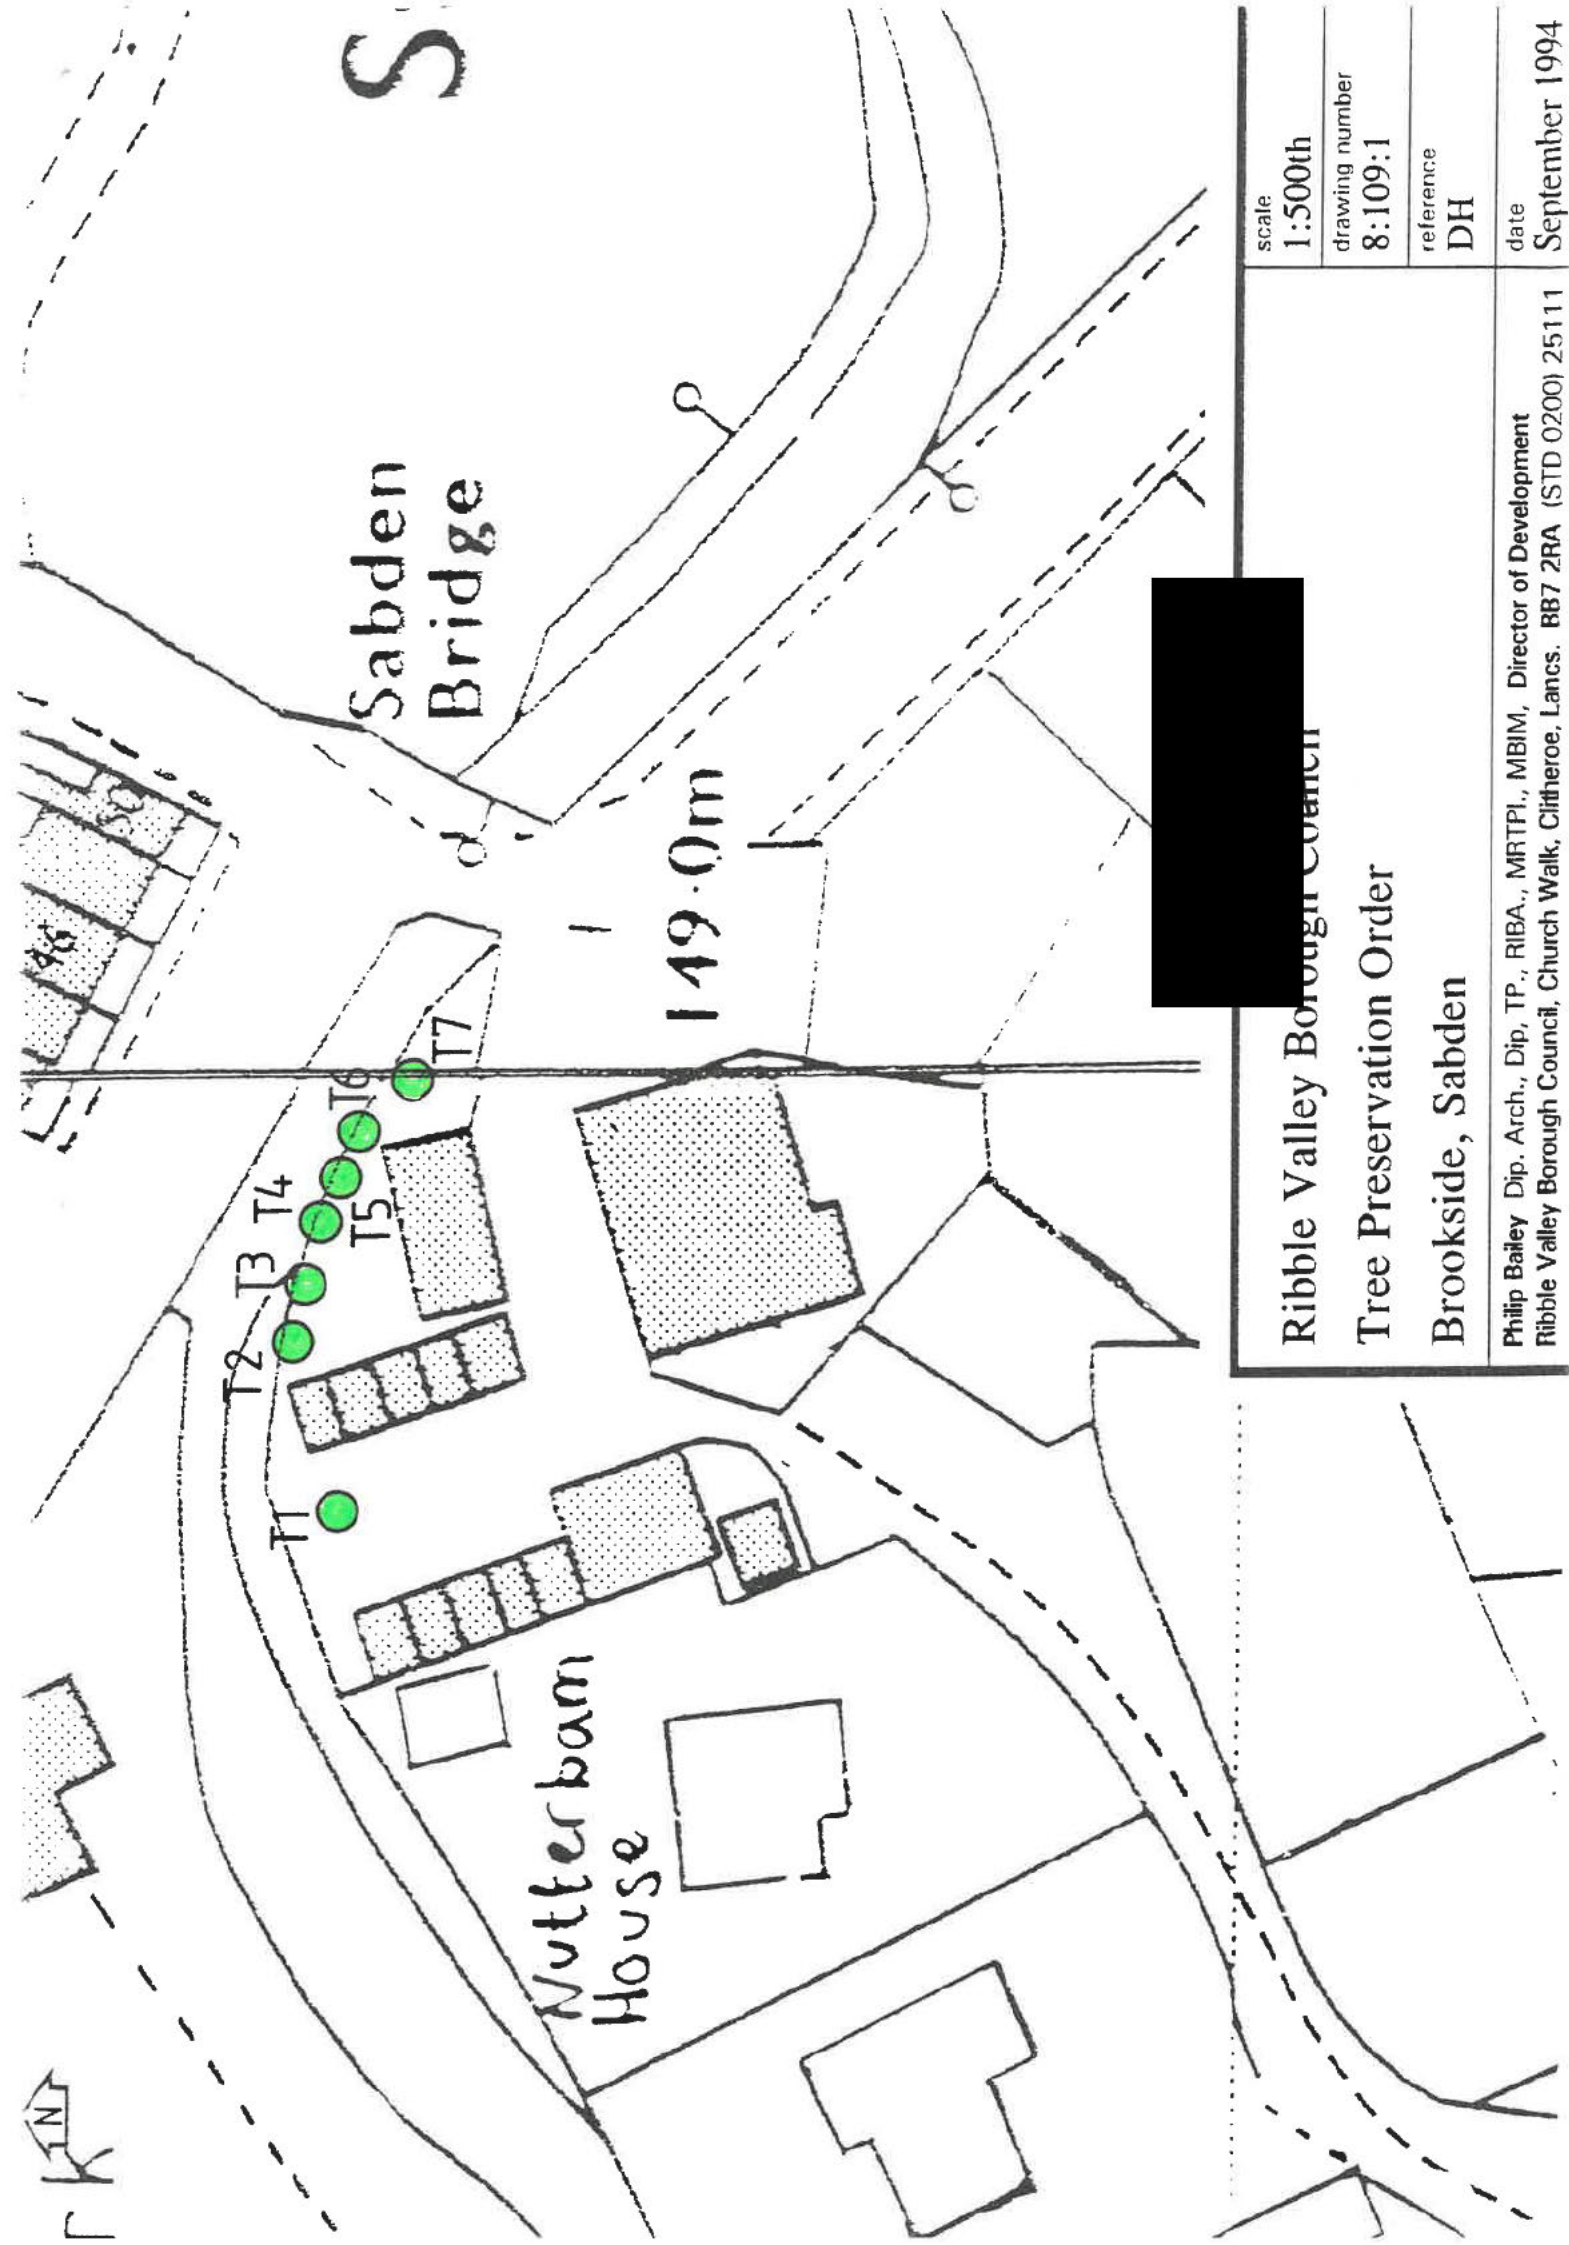 N
rk
S
Sabden
Bridge
46
50
T1
T2
T3
T4
T5
T6
T7
119.0m
Nutterbarn
House
Ribble Valley Borough Council
Tree Preservation Order
Brookside, Sabden
Philip Bailey Dip. Arch., Dip, TP., RIBA., MRTPI., MBIM, Director of Development
Ribble Valley Borough Council, Church Walk, Clitheroe, Lancs. BB7 2RA (STD 0200) 25111
scale
1:500th
drawing number
8:109:1
reference
DH
date
September 1994